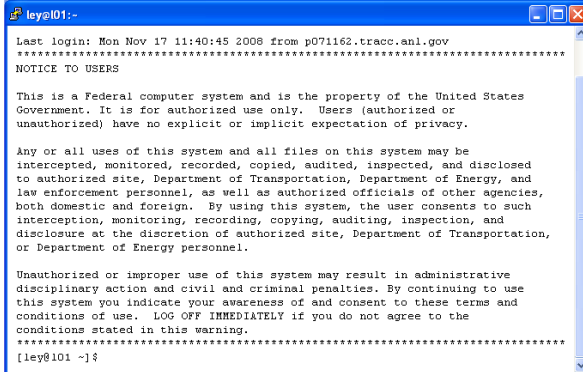 ley@l01:~
Last login: Mon Nov 17 11:40:45 2008 from p071162.tracc.anl.gov
******************************************************************************
NOTICE TO USERS
This is a Federal computer system and is the property of the United States
Government. It is for authorized use only.  Users (authorized or
unauthorized) have no explicit or implicit expectation of privacy.
Any or all uses of this system and all files on this system may be
intercepted, monitored, recorded, copied, audited, inspected, and disclosed
to authorized site, Department of Transportation, Department of Energy, and
law enforcement personnel, as well as authorized officials of other agencies,
both domestic and foreign.  By using this system, the user consents to such
interception, monitoring, recording, copying, auditing, inspection, and
disclosure at the discretion of authorized site, Department of Transportation,
or Department of Energy personnel.
Unauthorized or improper use of this system may result in administrative
disciplinary action and civil and criminal penalties. By continuing to use
this system you indicate your awareness of and consent to these terms and
conditions of use.  LOG OFF IMMEDIATELY if you do not agree to the
conditions stated in this warning.
******************************************************************************
[ley@l01 ~]$